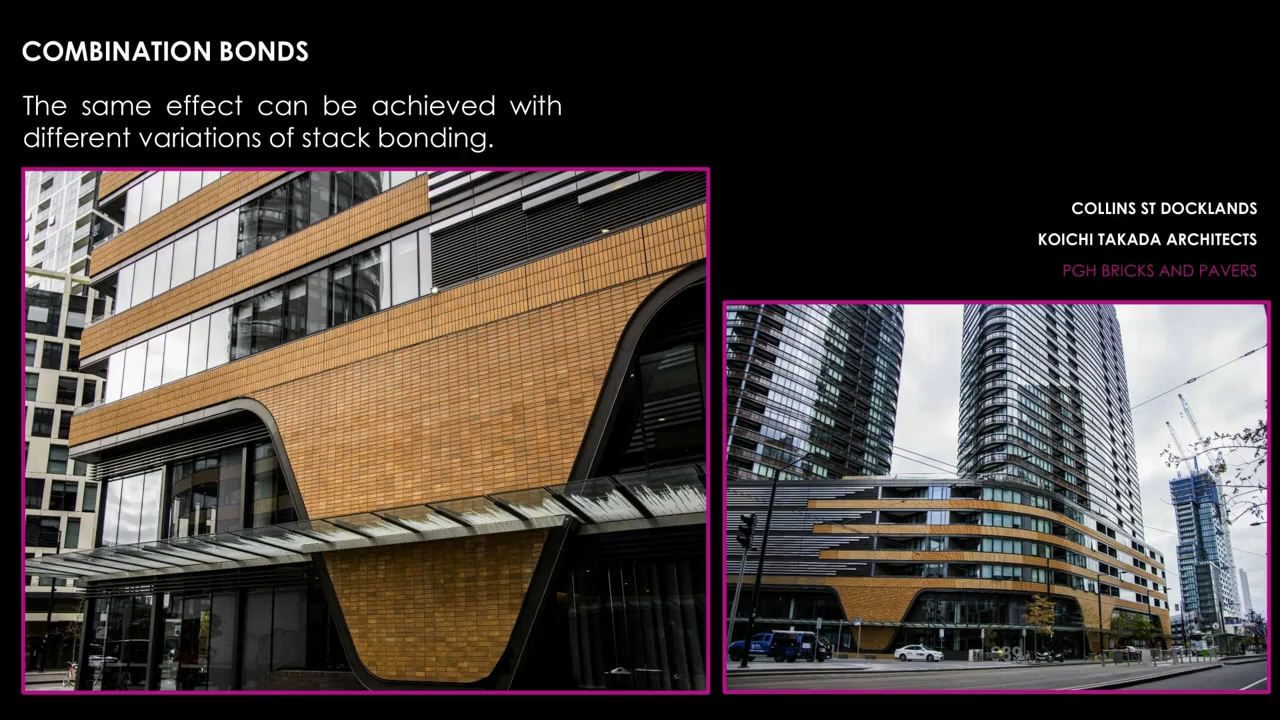 COMBINATION BONDS
The same effect can be achieved with
different variations of stack bonding.
COLLINS ST DOCKLANDS
KOICHI TAKADA ARCHITECTS
PGH BRICKS AND PAVERS